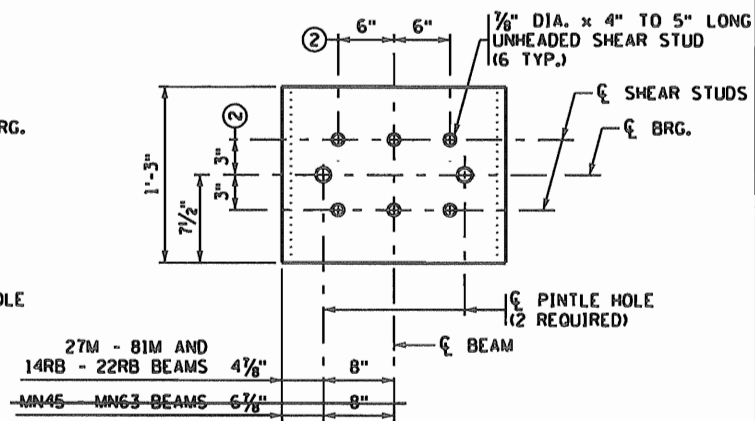 6" 6"
②
⅞" DIA. x 4" TO 5" LONG
UNHEADED SHEAR STUD
(6 TYP.)
℄ SHEAR STUDS
②
RG.
℄ BRG.
3"
1'-3"
3"
7½"
OLE
℄ PINTLE HOLE
(2 REQUIRED)
27M - 81M AND
℄ BEAM
14RB - 22RB BEAMS 4⅞" 8"
MN45 - MN63 BEAMS 6⅞" 8"